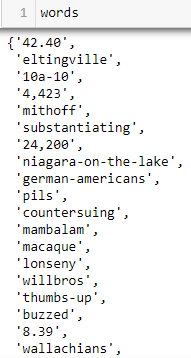 1 words
{'42.40',
'eltingville',
'10a-10',
'4,423',
'mithoff',
'substantiating',
'24,200',
'niagara-on-the-lake',
'german-americans',
'pils',
'countersuing',
'mambalam',
'macaque',
'lonseny',
'willbros',
'thumbs-up',
'buzzed',
'8.39',
'wallachians',